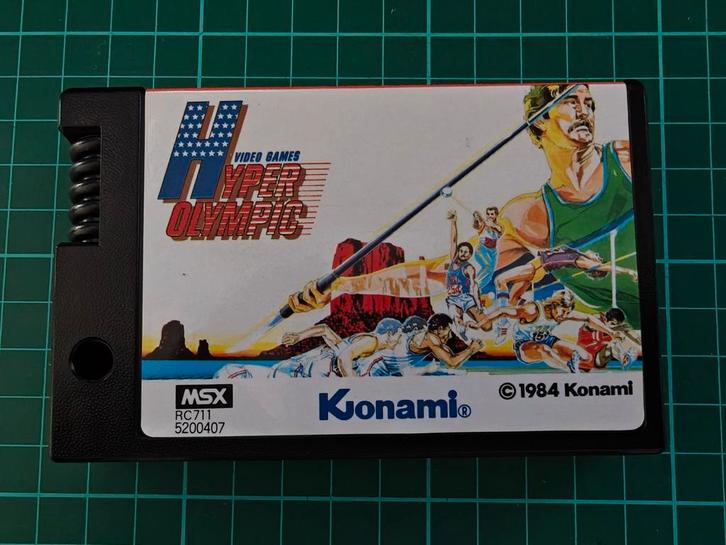 VIDEO GAMES
HYPER
OLYMPIC
MSX
RC711
5200407
Konami®
©1984 Konami